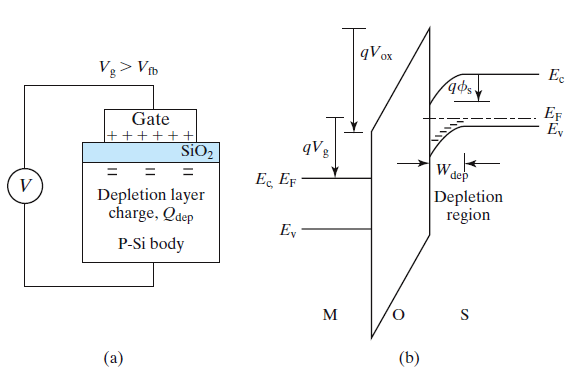 V_g > V_fb
Gate
+ + + + + +
SiO₂
V
Depletion layer
charge, Q_dep
P-Si body
(a)
qV_ox
qϕ_s
E_c
E_F
E_v
qV_g
E_c, E_F
W_dep
Depletion
region
E_v
M
O
S
(b)